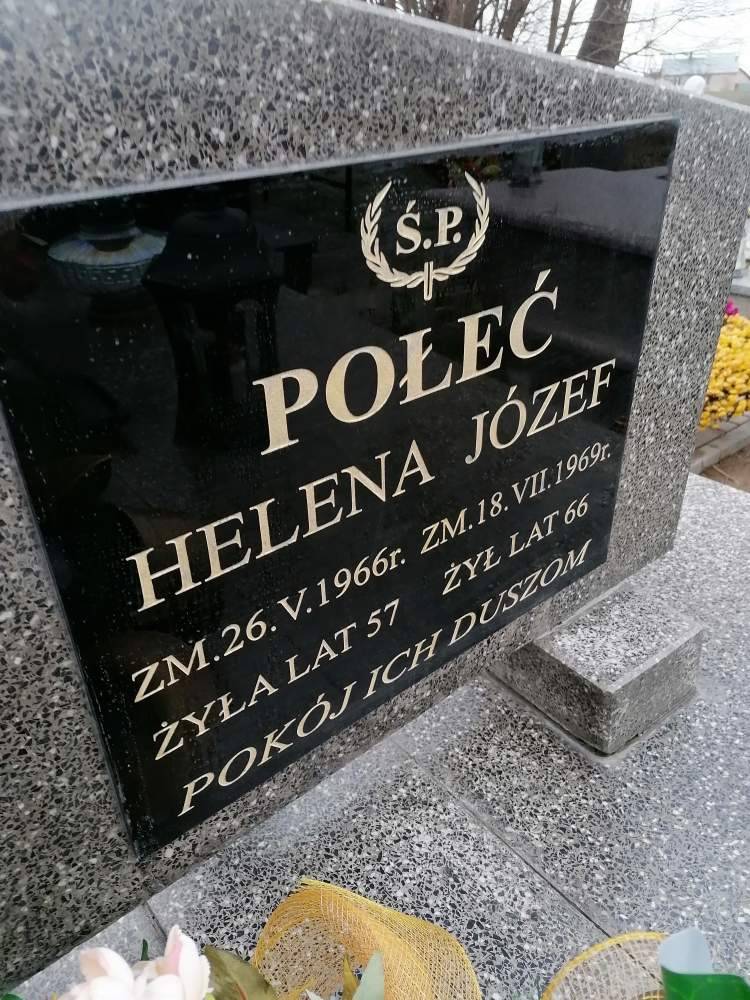 Ś.P.
POŁEĆ
HELENA JÓZEF
ZM.26.V.1966r. ZM.18.VII.1969r.
ŻYŁA LAT 57 ŻYŁ LAT 66
POKÓJ ICH DUSZOM